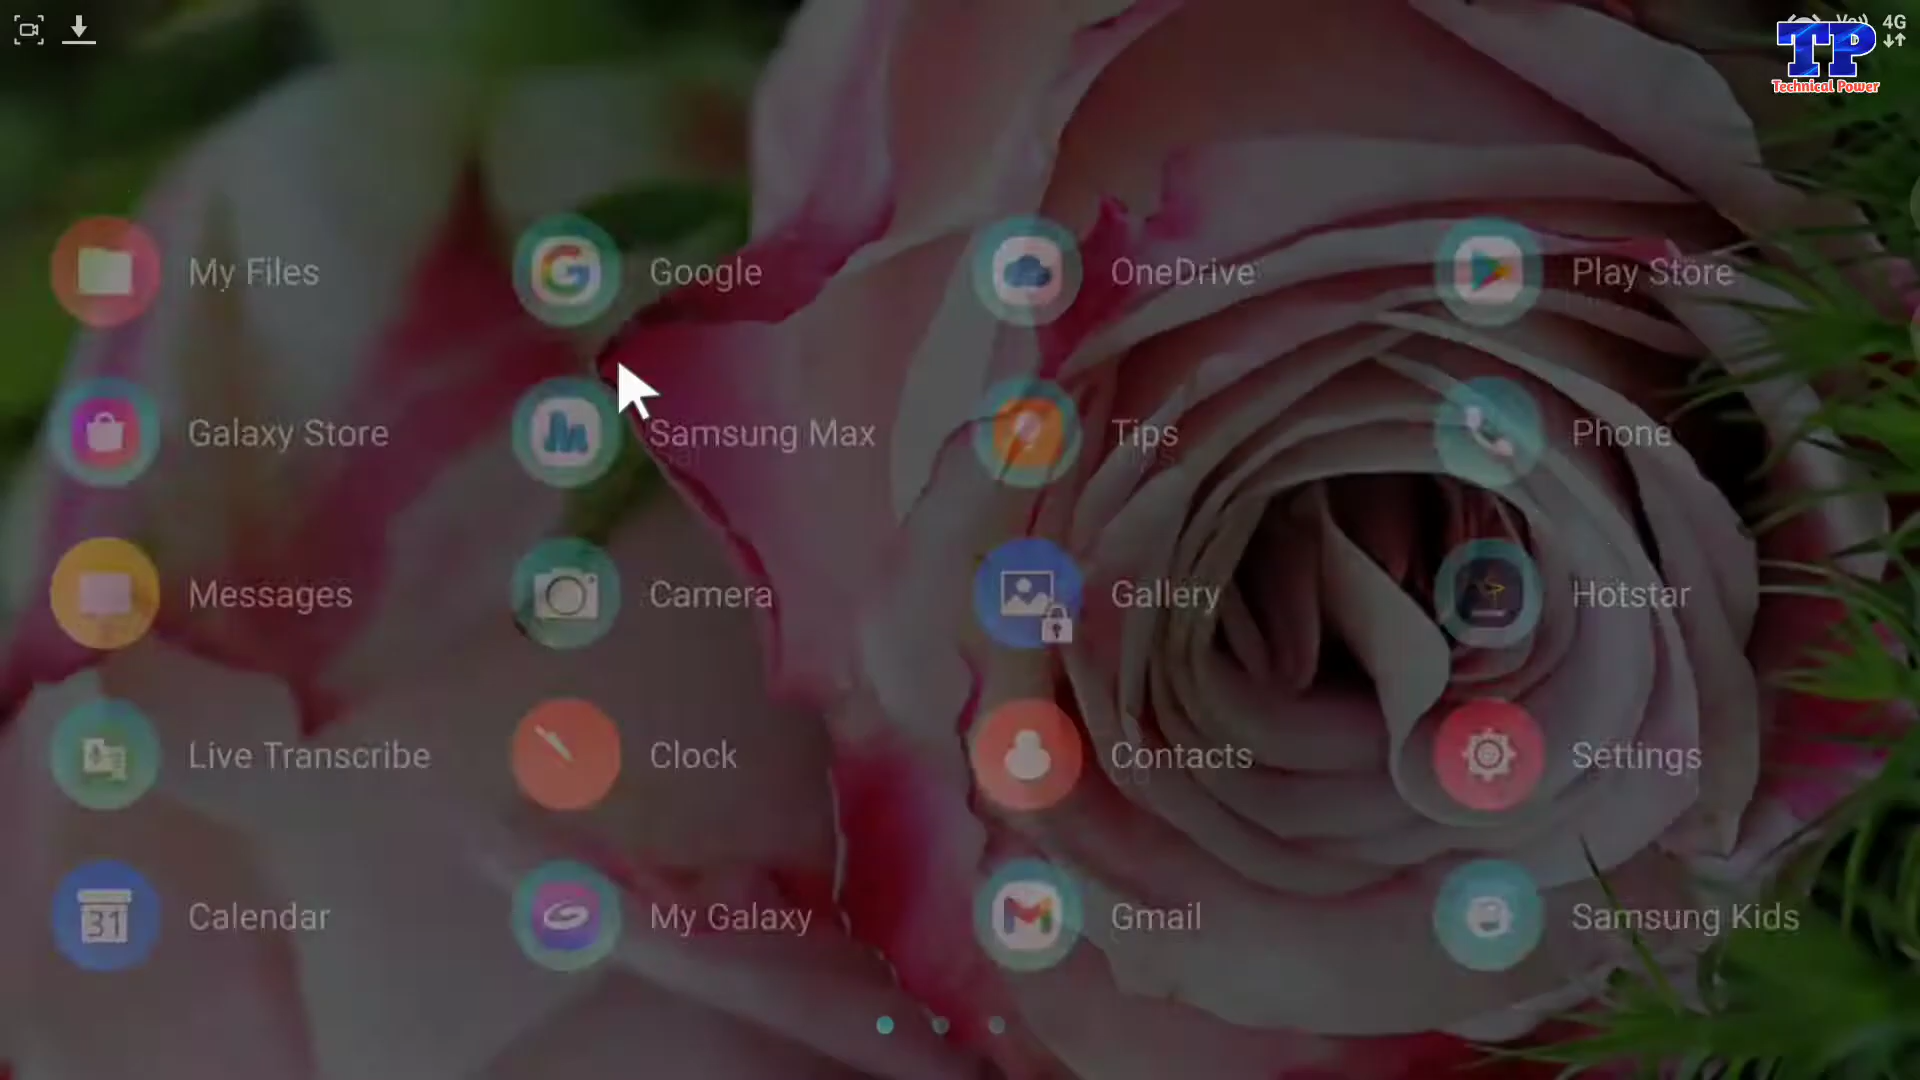 4G
TP
Technical Power
My Files
Google
OneDrive
Play Store
Galaxy Store
Samsung Max
Tips
Phone
Messages
Camera
Gallery
Hotstar
Live Transcribe
Clock
Contacts
Settings
31
Calendar
My Galaxy
Gmail
Samsung Kids